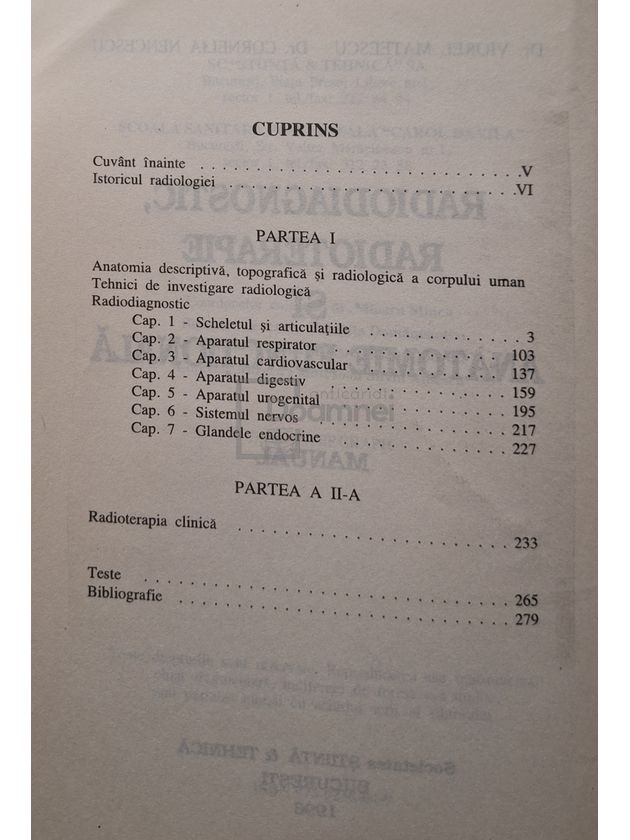 CUPRINS
Cuvânt înainte . . . . . . . . . . . . . . . . . . . . . . . . . . . . . . V
Istoricul radiologiei . . . . . . . . . . . . . . . . . . . . . . . . . . . VI
PARTEA I
Anatomia descriptivă, topografică și radiologică a corpului uman
Tehnici de investigare radiologică
Radiodiagnostic
Cap. 1 - Scheletul și articulațiile . . . . . . . . . . . . . . . 3
Cap. 2 - Aparatul respirator . . . . . . . . . . . . . . . . 103
Cap. 3 - Aparatul cardiovascular . . . . . . . . . . . . . 137
Cap. 4 - Aparatul digestiv . . . . . . . . . . . . . . . . . 159
Cap. 5 - Aparatul urogenital . . . . . . . . . . . . . . . . 195
Cap. 6 - Sistemul nervos . . . . . . . . . . . . . . . . . . 217
Cap. 7 - Glandele endocrine . . . . . . . . . . . . . . . . 227
PARTEA A II-A
Radioterapia clinică . . . . . . . . . . . . . . . . . . . . . . . . . 233
Teste . . . . . . . . . . . . . . . . . . . . . . . . . . . . . . . . . . 265
Bibliografie . . . . . . . . . . . . . . . . . . . . . . . . . . . . . . 279